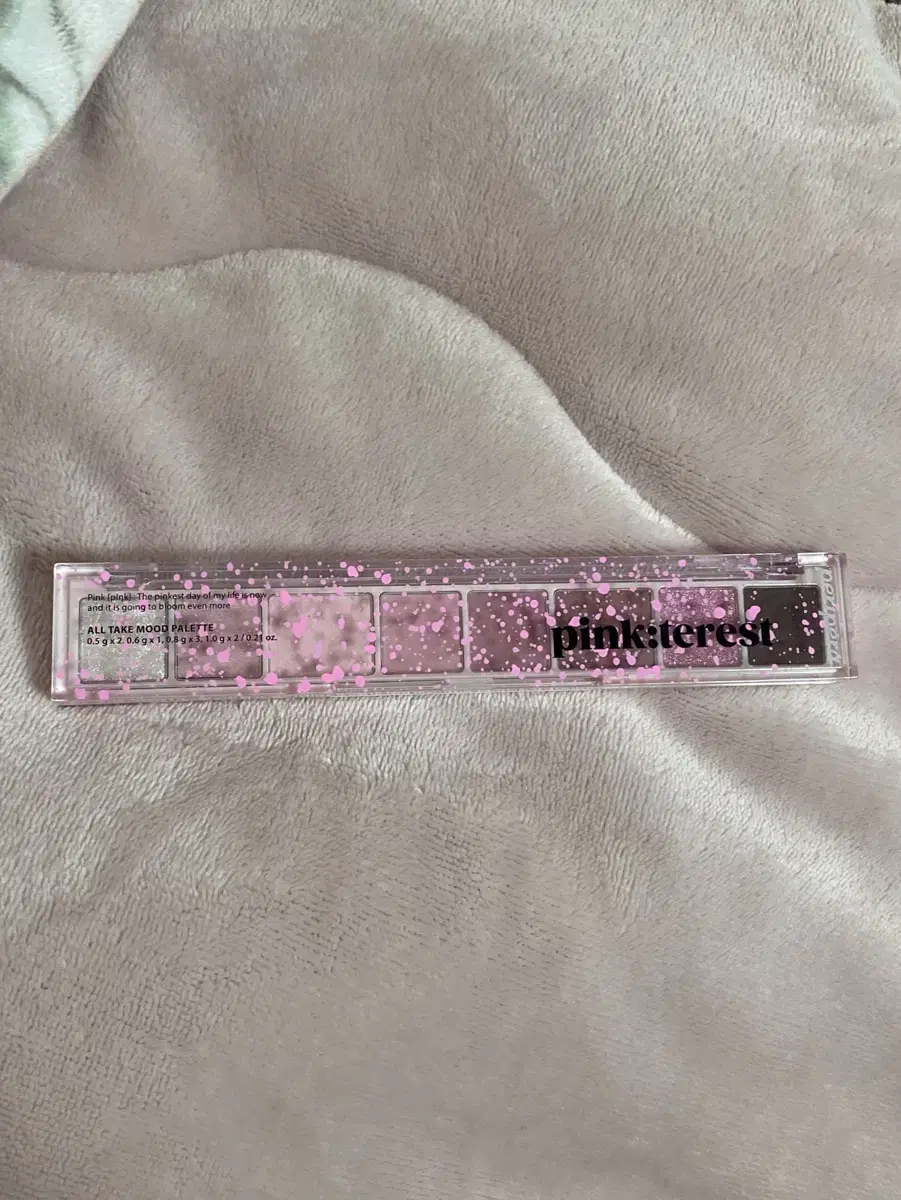 Pink [pɪŋk] : The pinkest day of my life is now
and it is going to bloom even more
ALL TAKE MOOD PALETTE
0.5 g x 2, 0.6 g x 1, 0.8 g x 3, 1.0 g x 2 / 0.21 oz.
pink:terest
peripera